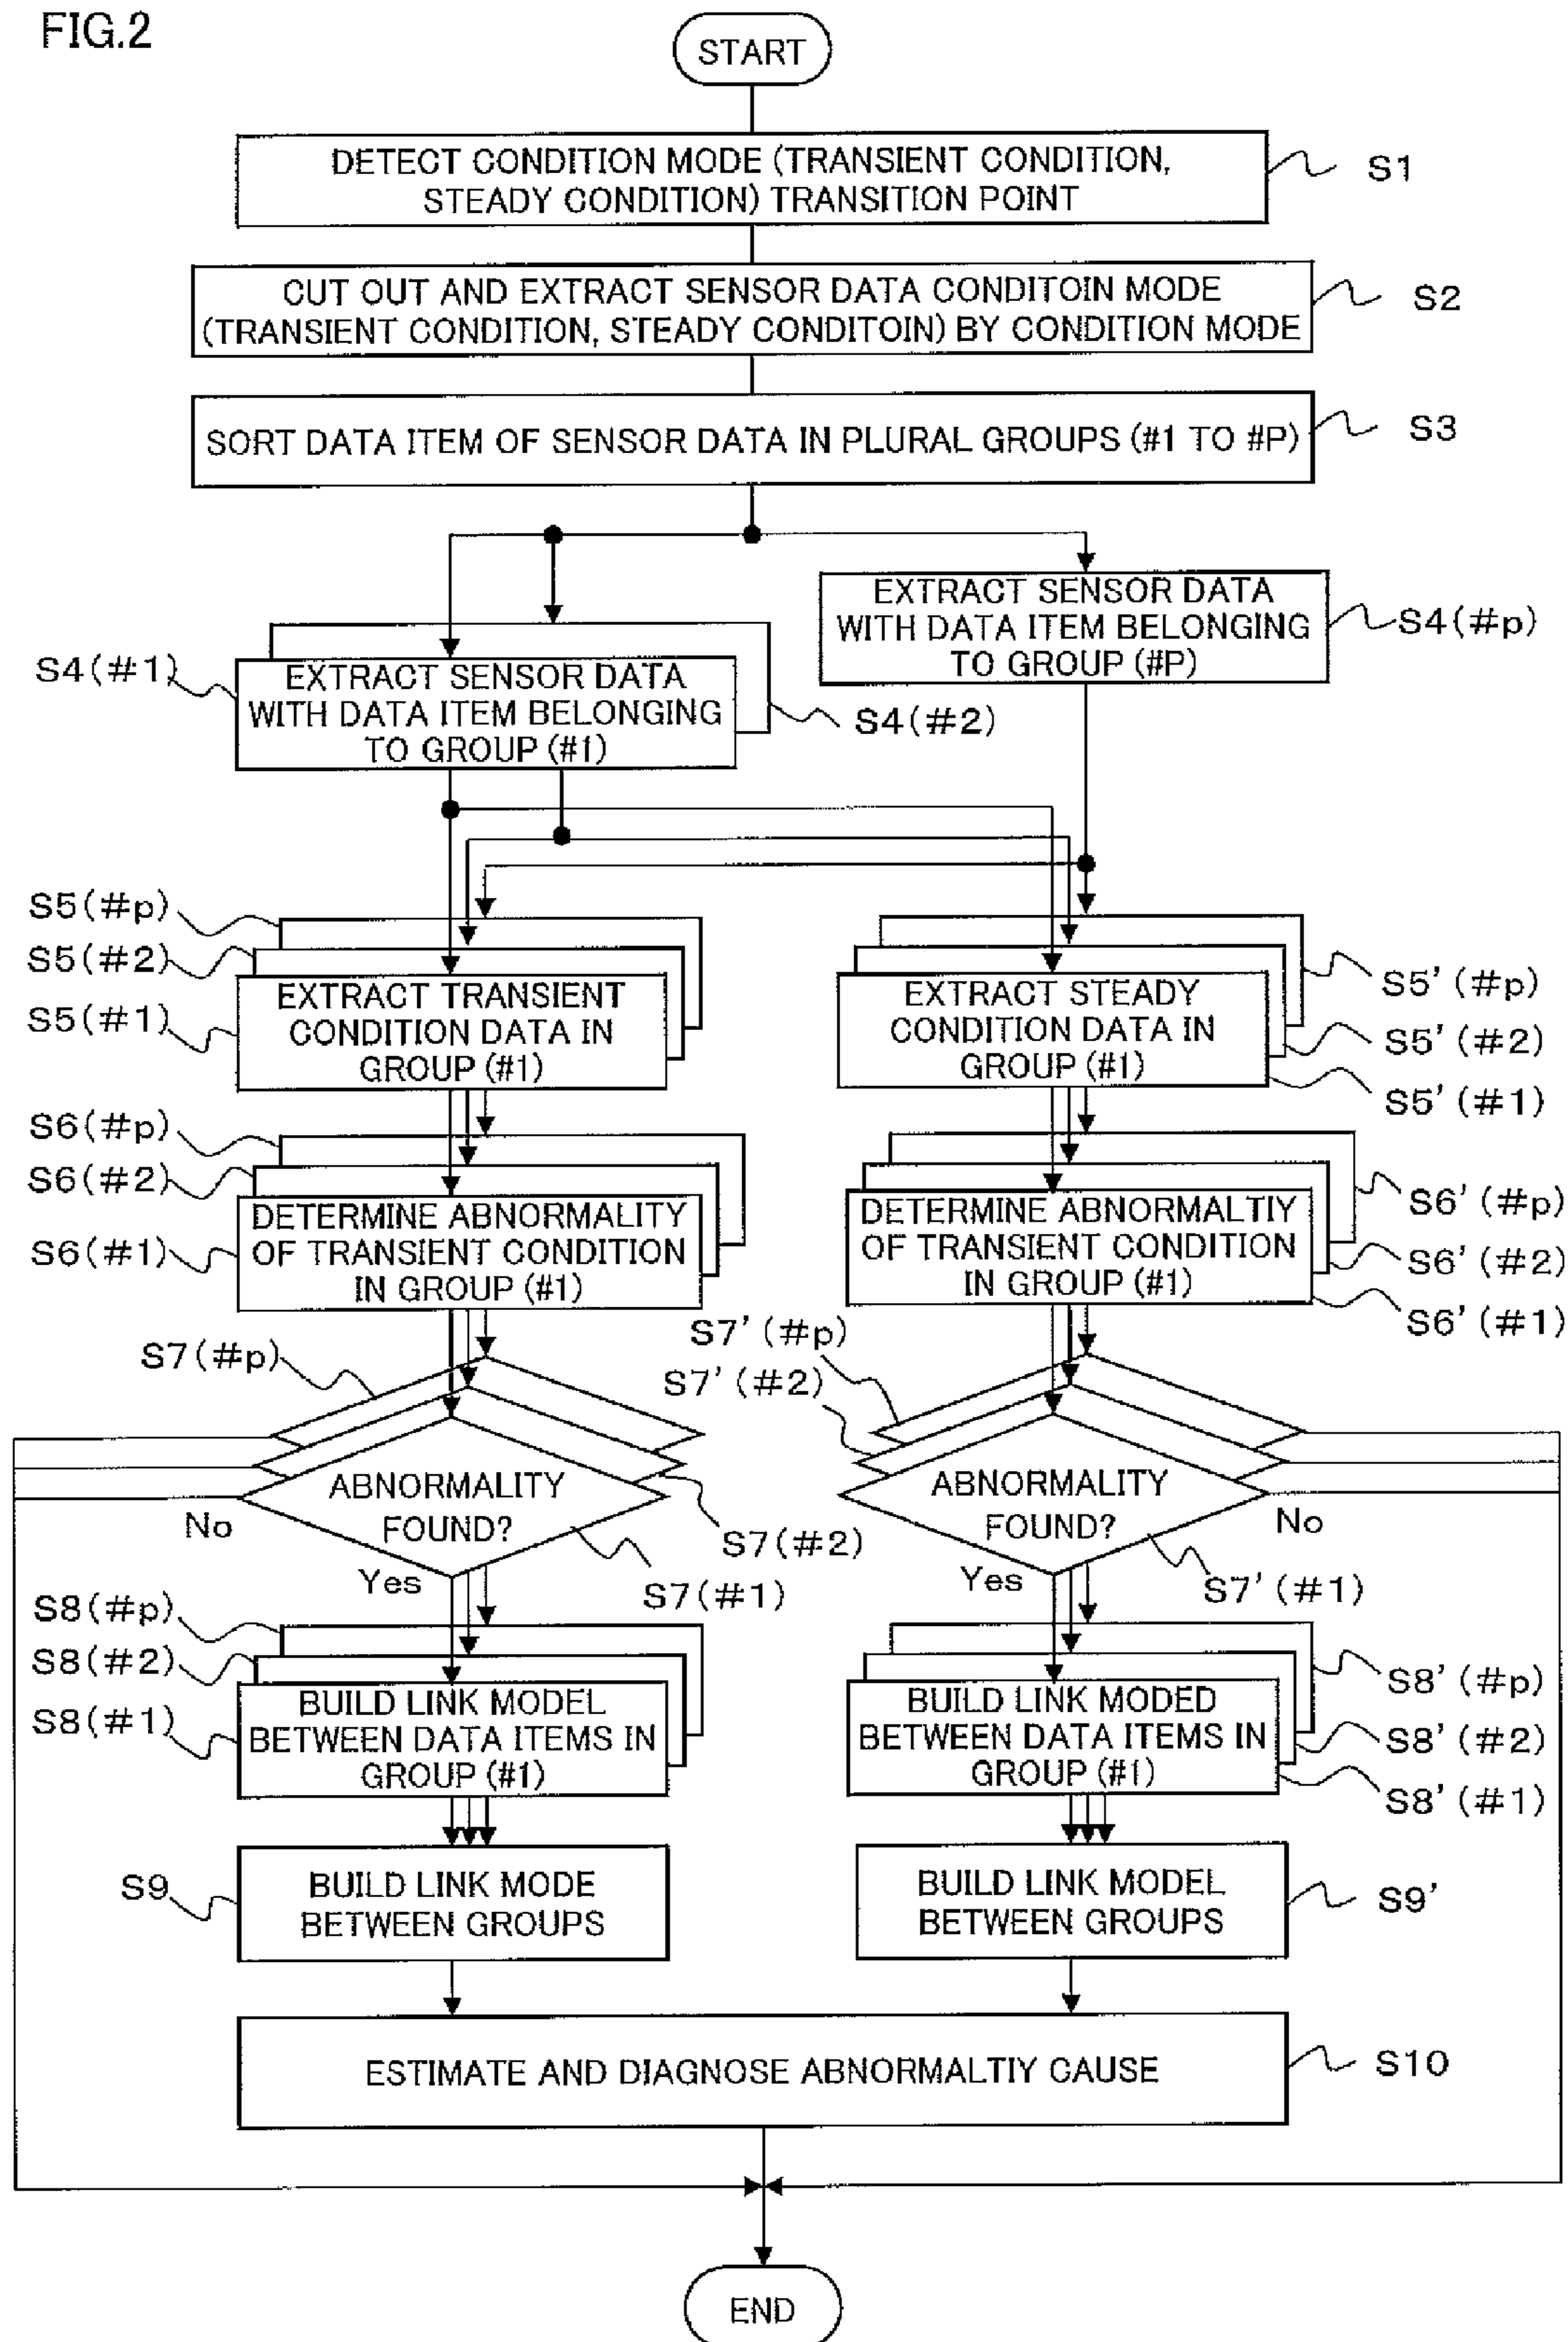 FIG.2
START
DETECT CONDITION MODE (TRANSIENT CONDITION,
STEADY CONDITION) TRANSITION POINT
S1
CUT OUT AND EXTRACT SENSOR DATA CONDITOIN MODE
(TRANSIENT CONDITION, STEADY CONDITOIN) BY CONDITION MODE
S2
SORT DATA ITEM OF SENSOR DATA IN PLURAL GROUPS (#1 TO #P)
S3
EXTRACT SENSOR DATA
WITH DATA ITEM BELONGING
TO GROUP (#P)
S4(#p)
S4(#1)
EXTRACT SENSOR DATA
WITH DATA ITEM BELONGING
TO GROUP (#1)
S4(#2)
S5(#p)
S5(#2)
S5(#1)
EXTRACT TRANSIENT
CONDITION DATA IN
GROUP (#1)
EXTRACT STEADY
CONDITION DATA IN
GROUP (#1)
S5' (#p)
S5' (#2)
S5' (#1)
S6(#p)
S6(#2)
S6(#1)
DETERMINE ABNORMALITY
OF TRANSIENT CONDITION
IN GROUP (#1)
DETERMINE ABNORMALTIY
OF TRANSIENT CONDITION
IN GROUP (#1)
S6' (#p)
S6' (#2)
S6' (#1)
S7(#p)
S7' (#p)
S7' (#2)
ABNORMALITY
FOUND?
No
Yes
S7(#2)
S7(#1)
ABNORMALITY
FOUND?
No
Yes
S7' (#1)
S8(#p)
S8(#2)
S8(#1)
BUILD LINK MODEL
BETWEEN DATA ITEMS IN
GROUP (#1)
BUILD LINK MODED
BETWEEN DATA ITEMS IN
GROUP (#1)
S8' (#p)
S8' (#2)
S8' (#1)
S9
BUILD LINK MODE
BETWEEN GROUPS
BUILD LINK MODEL
BETWEEN GROUPS
S9'
ESTIMATE AND DIAGNOSE ABNORMALTIY CAUSE
S10
END